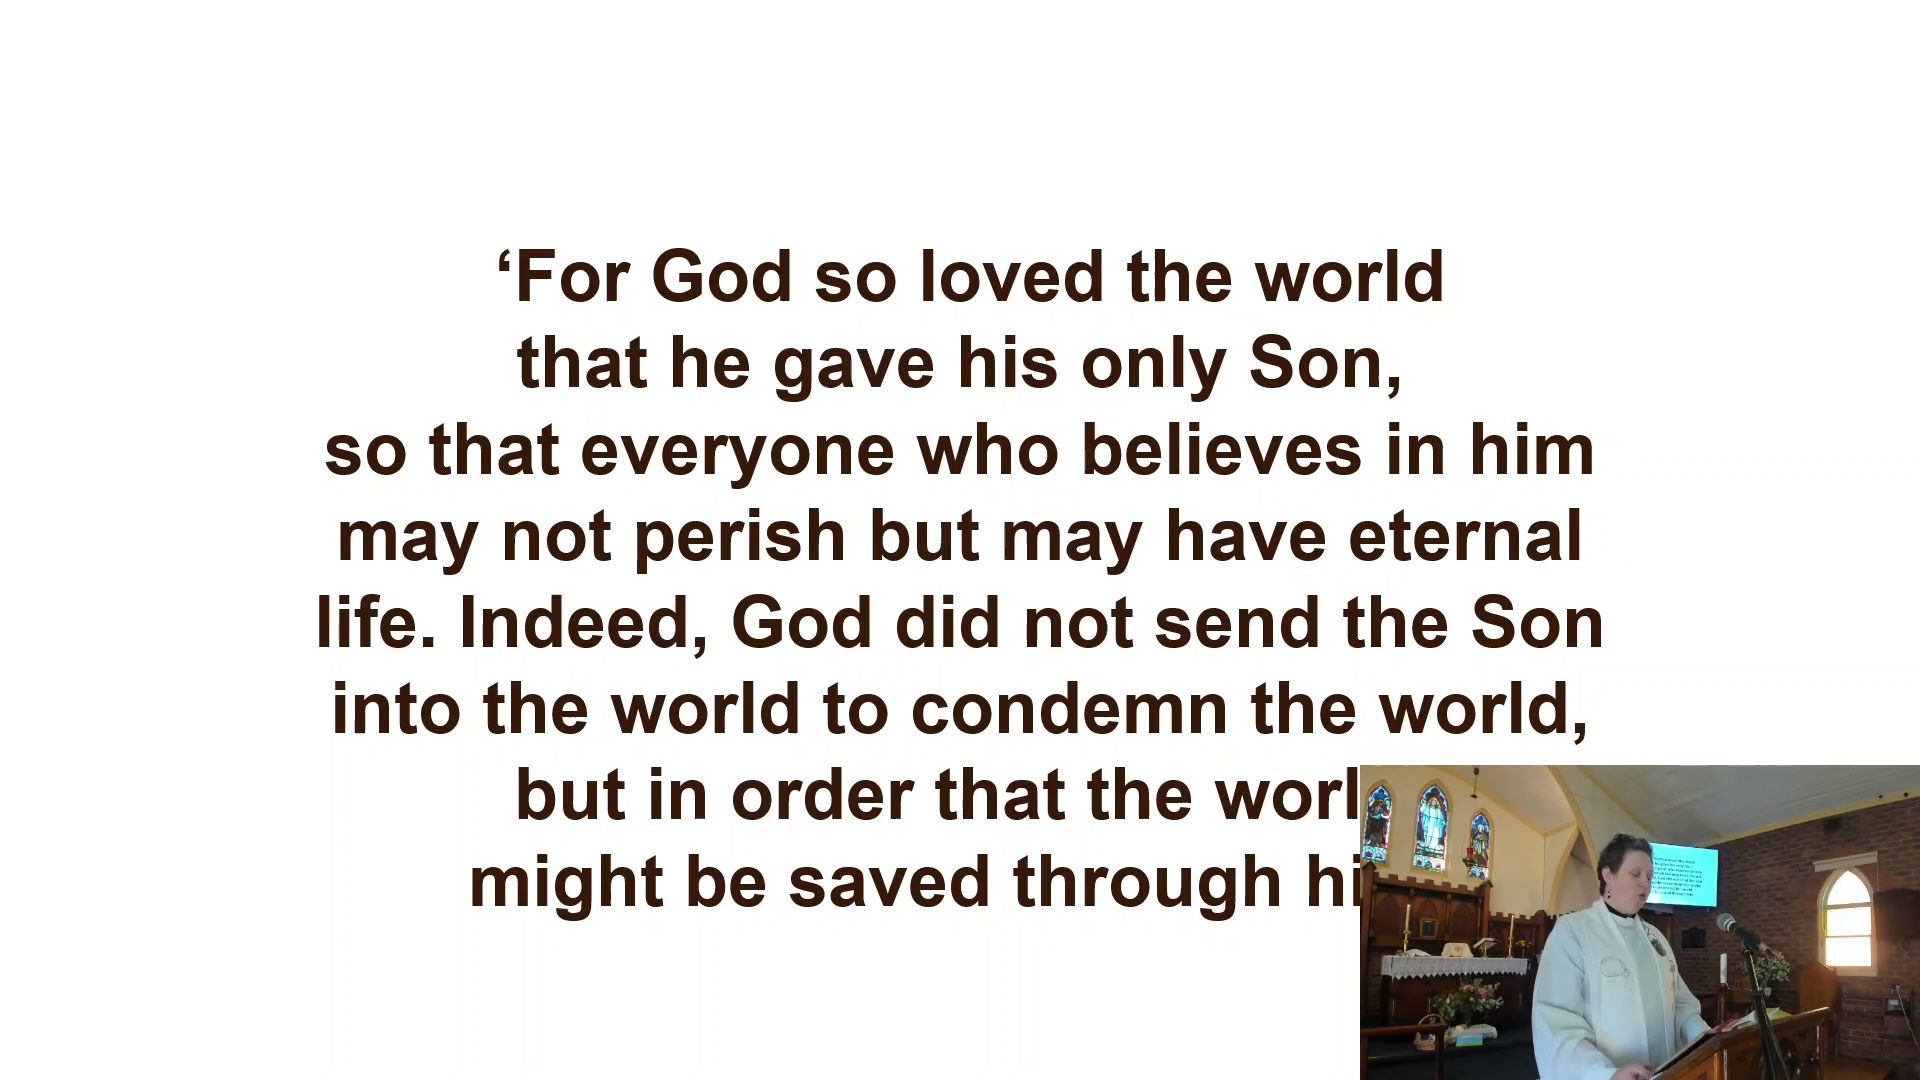 ‘For God so loved the world
that he gave his only Son,
so that everyone who believes in him
may not perish but may have eternal
life. Indeed, God did not send the Son
into the world to condemn the world,
but in order that the worl
might be saved through hi